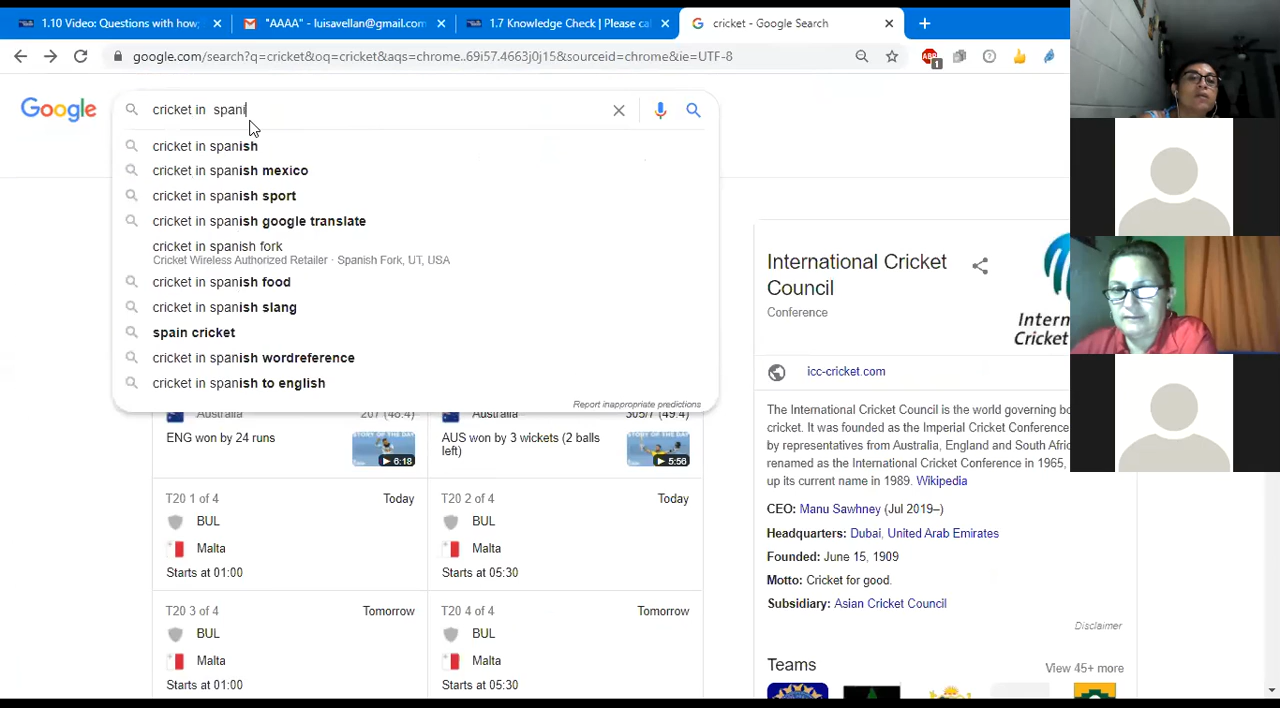 1.10 Video: Questions with how;
"AAAA" - luisavellan@gmail.com
1.7 Knowledge Check | Please cal
cricket - Google Search
google.com/search?q=cricket&oq=cricket&aqs=chrome..69i57.4663j0j15&sourceid=chrome&ie=UTF-8
ABP
1
Google
cricket in  spani
cricket in spanish
cricket in spanish mexico
cricket in spanish sport
cricket in spanish google translate
cricket in spanish fork
Cricket Wireless Authorized Retailer · Spanish Fork, UT, USA
cricket in spanish food
cricket in spanish slang
spain cricket
cricket in spanish wordreference
cricket in spanish to english
Report inappropriate predictions
Australia
207 (48.4)
ENG won by 24 runs
6:18
Australia
305/7 (49.4)
AUS won by 3 wickets (2 balls
left)
5:56
T20 1 of 4
Today
BUL
Malta
Starts at 01:00
T20 2 of 4
Today
BUL
Malta
Starts at 05:30
T20 3 of 4
Tomorrow
BUL
Malta
Starts at 01:00
T20 4 of 4
Tomorrow
BUL
Malta
Starts at 05:30
International Cricket
Council
Conference
ICC
Intern
Cricket
icc-cricket.com
The International Cricket Council is the world governing bo
cricket. It was founded as the Imperial Cricket Conference
by representatives from Australia, England and South Afri
renamed as the International Cricket Conference in 1965,
up its current name in 1989. Wikipedia
CEO: Manu Sawhney (Jul 2019–)
Headquarters: Dubai, United Arab Emirates
Founded: June 15, 1909
Motto: Cricket for good.
Subsidiary: Asian Cricket Council
Disclaimer
Teams
View 45+ more